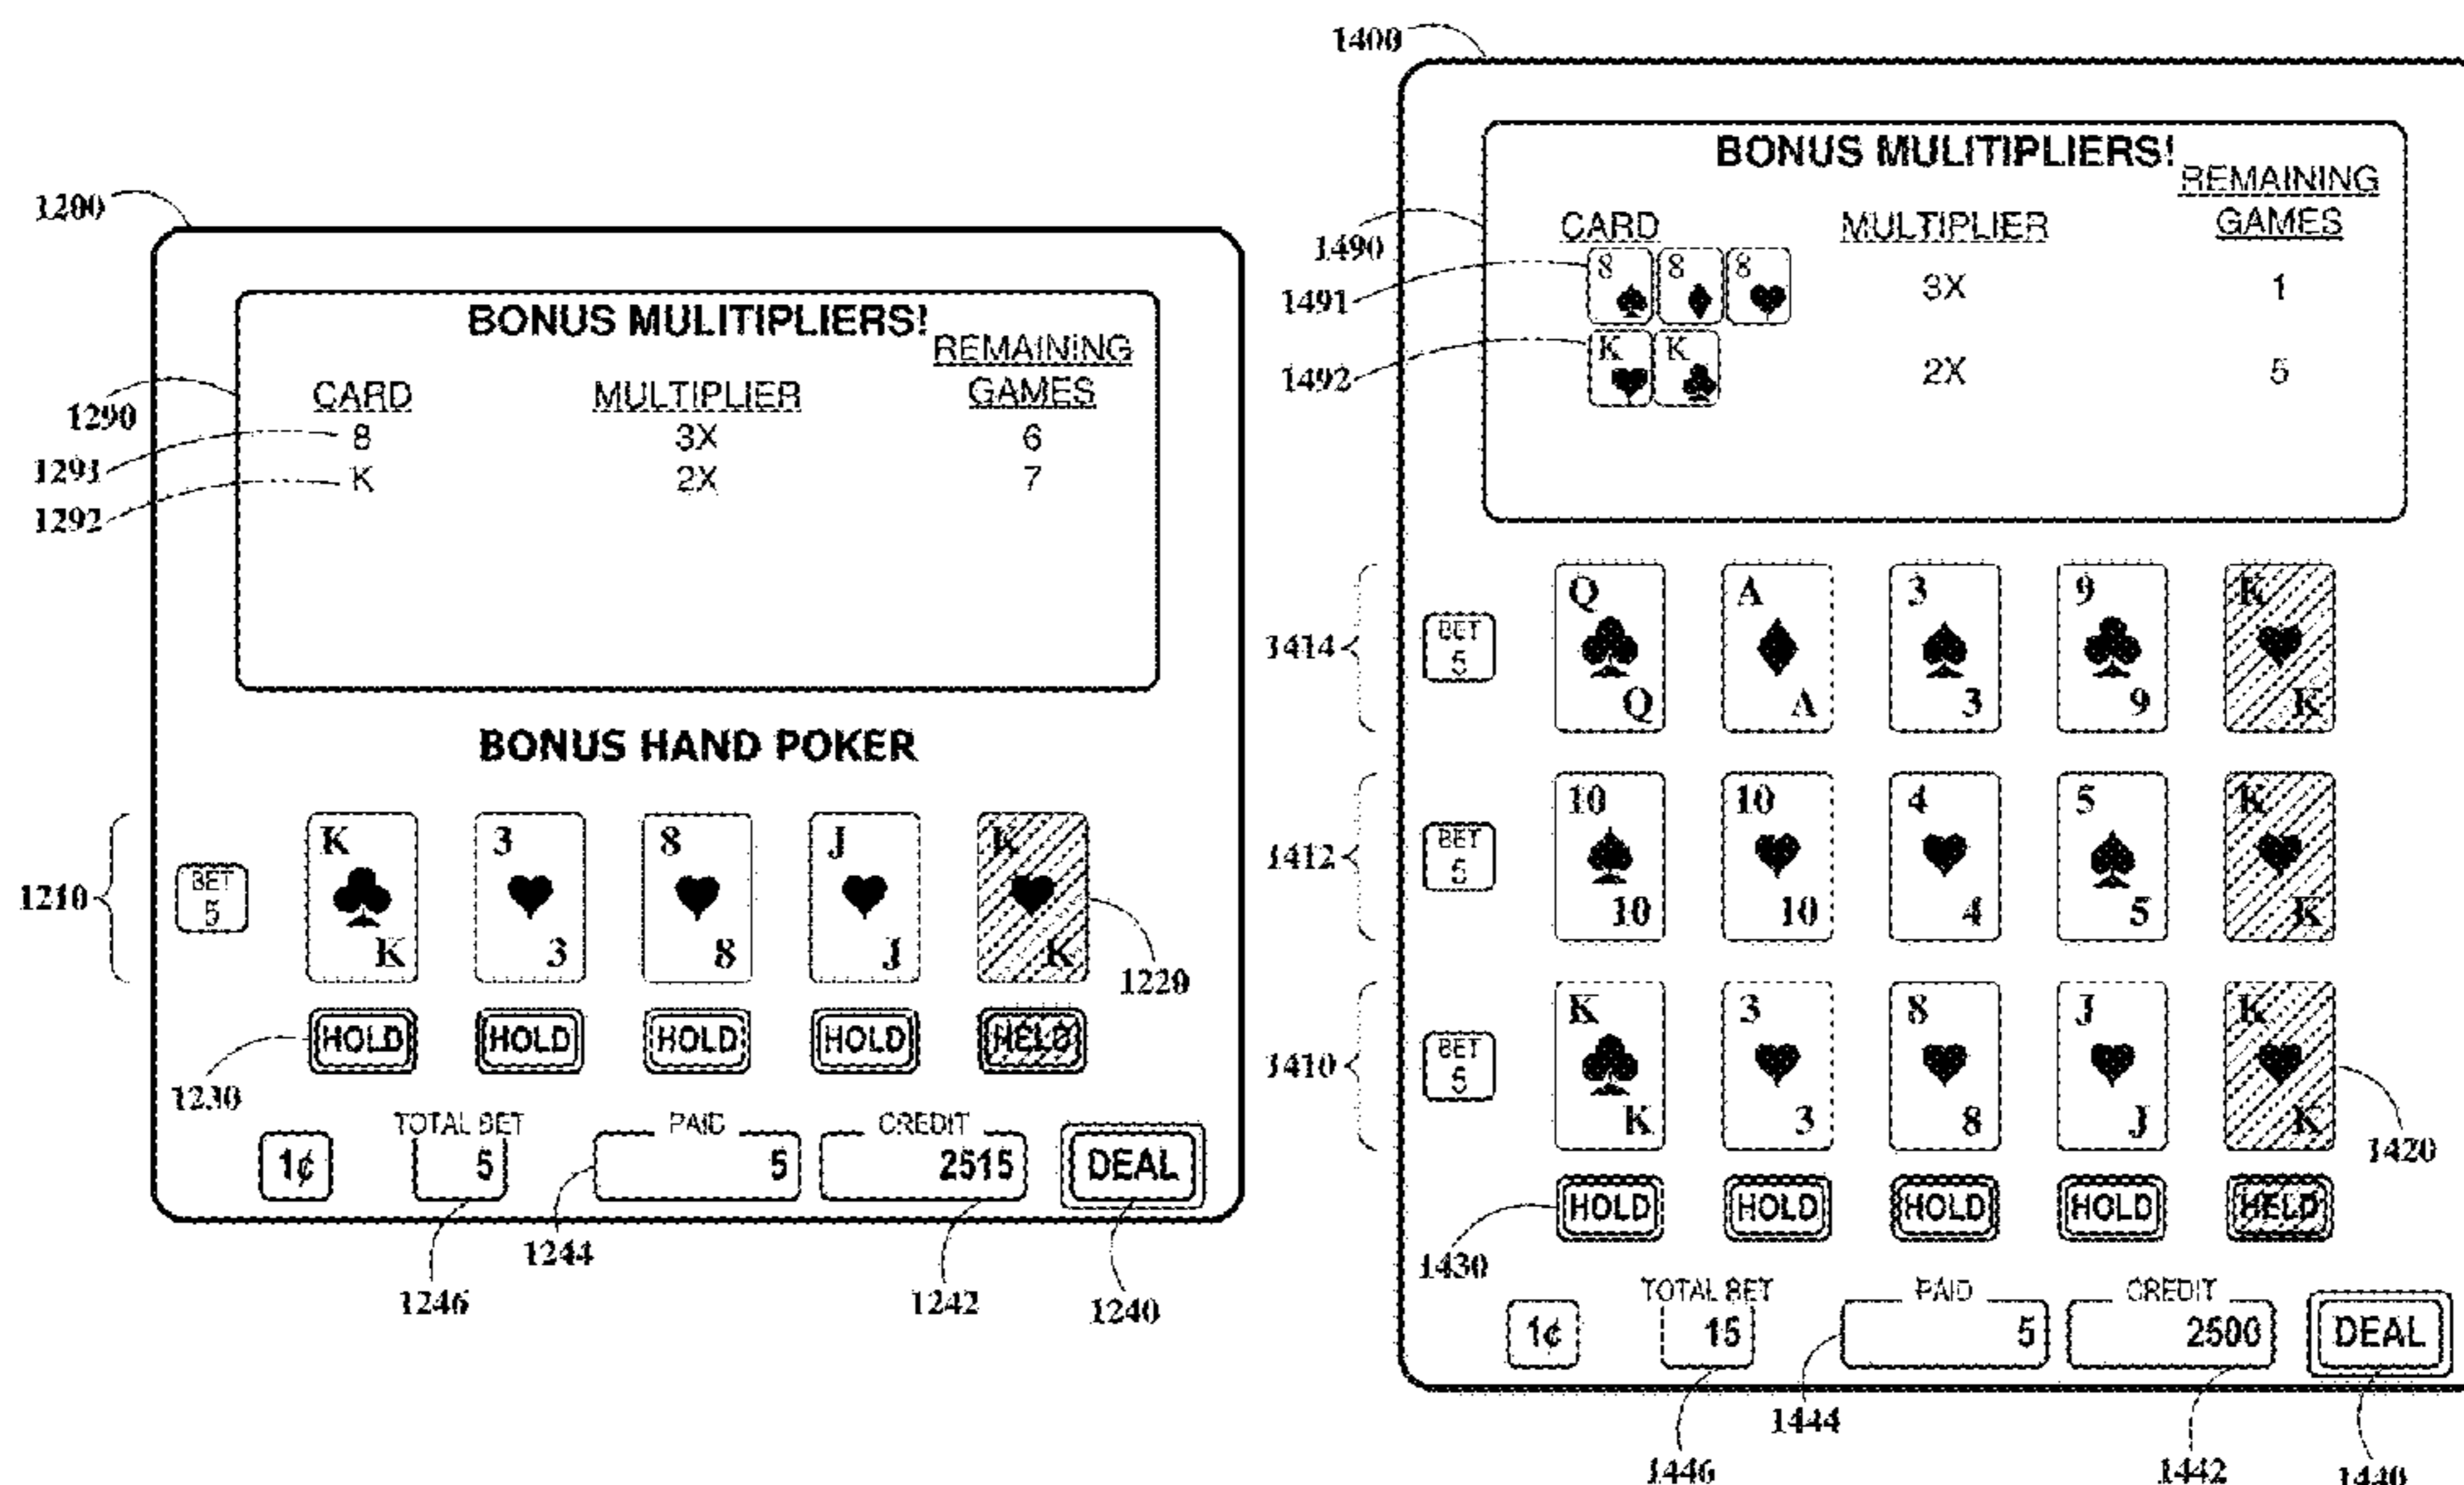 1200
BONUS MULITIPLIERS!
REMAINING
CARD MULTIPLIER GAMES
1290
8 3X 6
1291
K 2X 7
1292
BONUS HAND POKER
1210
BET
5
K 3 8 J K
K 3 8 J K
1220
HOLD HOLD HOLD HOLD HELD
1230
TOTAL BET PAID CREDIT
1¢ 5 5 2515 DEAL
1244
1246 1242 1240
1400
BONUS MULITIPLIERS!
REMAINING
CARD MULTIPLIER GAMES
1490
8 8 8 3X 1
1491
K K 2X 5
1492
1414
BET
5
Q A 3 9 K
Q A 3 9 K
1412
BET
5
10 10 4 5 K
10 10 4 5 K
1410
BET
5
K 3 8 J K
K 3 8 J K
1420
HOLD HOLD HOLD HOLD HELD
1430
TOTAL BET PAID CREDIT
1¢ 15 5 2500 DEAL
1444
1446 1442 1440